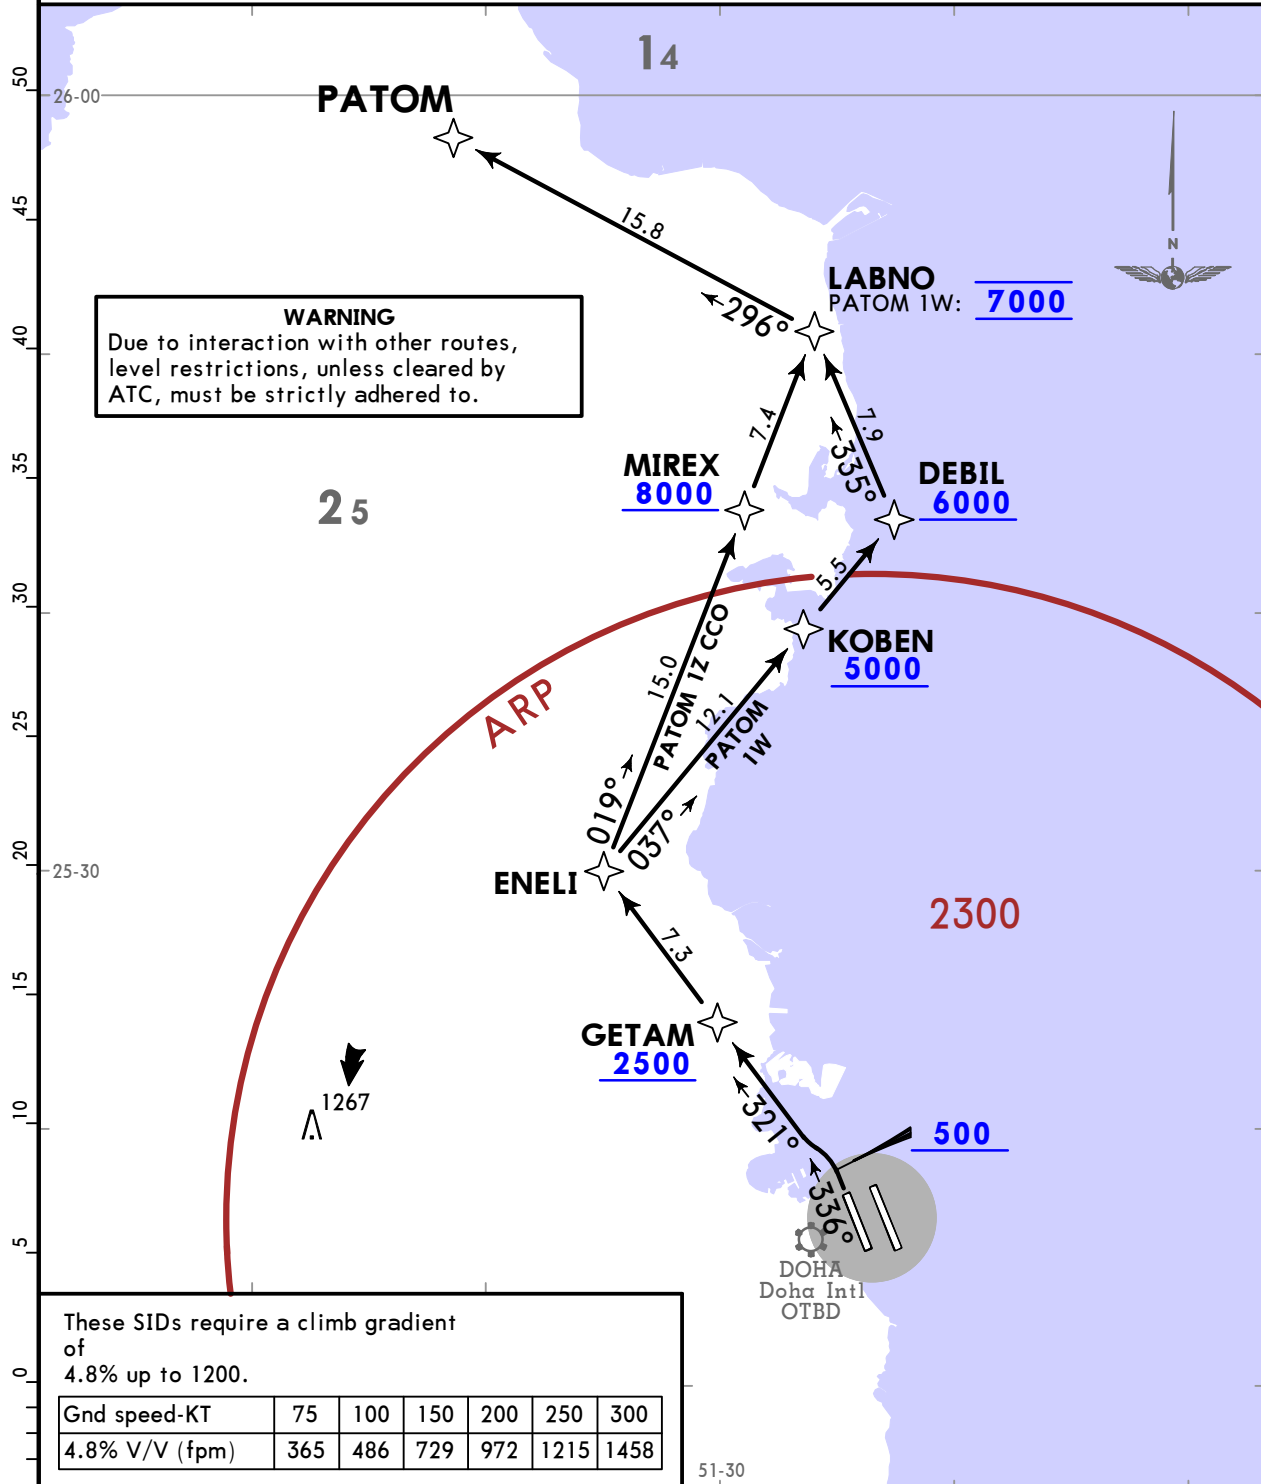 14
50
26-00
PATOM
45
15.8
N
LABNO
PATOM 1W: 7000
296°
WARNING
Due to interaction with other routes,
level restrictions, unless cleared by
ATC, must be strictly adhered to.
40
7.4
7.9
335°
MIREX
8000
DEBIL
6000
35
25
5.5
30
KOBEN
5000
15.0
PATOM 1Z CCO
12.1
PATOM
1W
ARP
25
019°
037°
20
25-30
ENELI
2300
7.3
15
GETAM
2500
1267
10
321°
500
336°
5
DOHA
Doha Intl
OTBD
These SIDs require a climb gradient
of
4.8% up to 1200.
0
Gnd speed-KT 75 100 150 200 250 300
4.8% V/V (fpm) 365 486 729 972 1215 1458
51-30